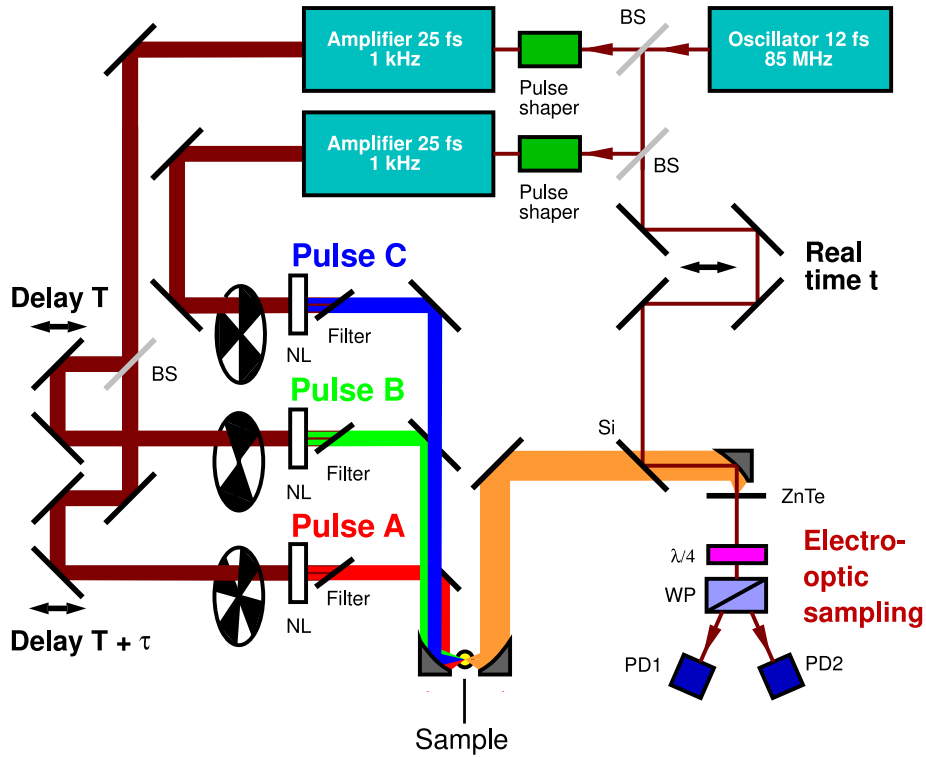 BS
Amplifier 25 fs
1 kHz
Oscillator 12 fs
85 MHz
Pulse
shaper
Amplifier 25 fs
1 kHz
BS
Pulse
shaper
Pulse C
Real
time t
Delay T
Filter
NL
BS
Pulse B
Si
Filter
NL
ZnTe
Pulse A
Electro-
optic
sampling
λ/4
WP
Filter
NL
Delay T + τ
PD1
PD2
Sample